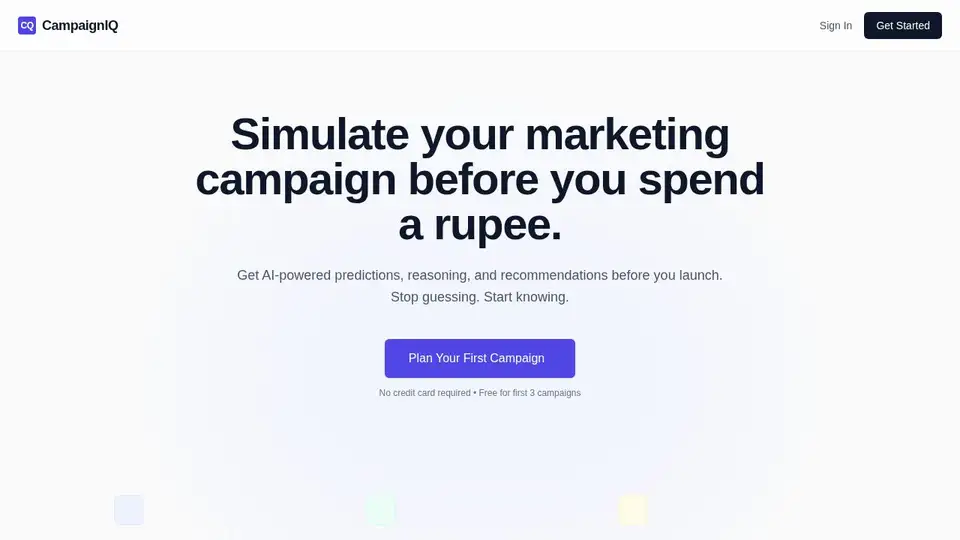 CQ CampaignIQ
Sign In
Get Started
Simulate your marketing
campaign before you spend
a rupee.
Get AI-powered predictions, reasoning, and recommendations before you launch.
Stop guessing. Start knowing.
Plan Your First Campaign
No credit card required • Free for first 3 campaigns